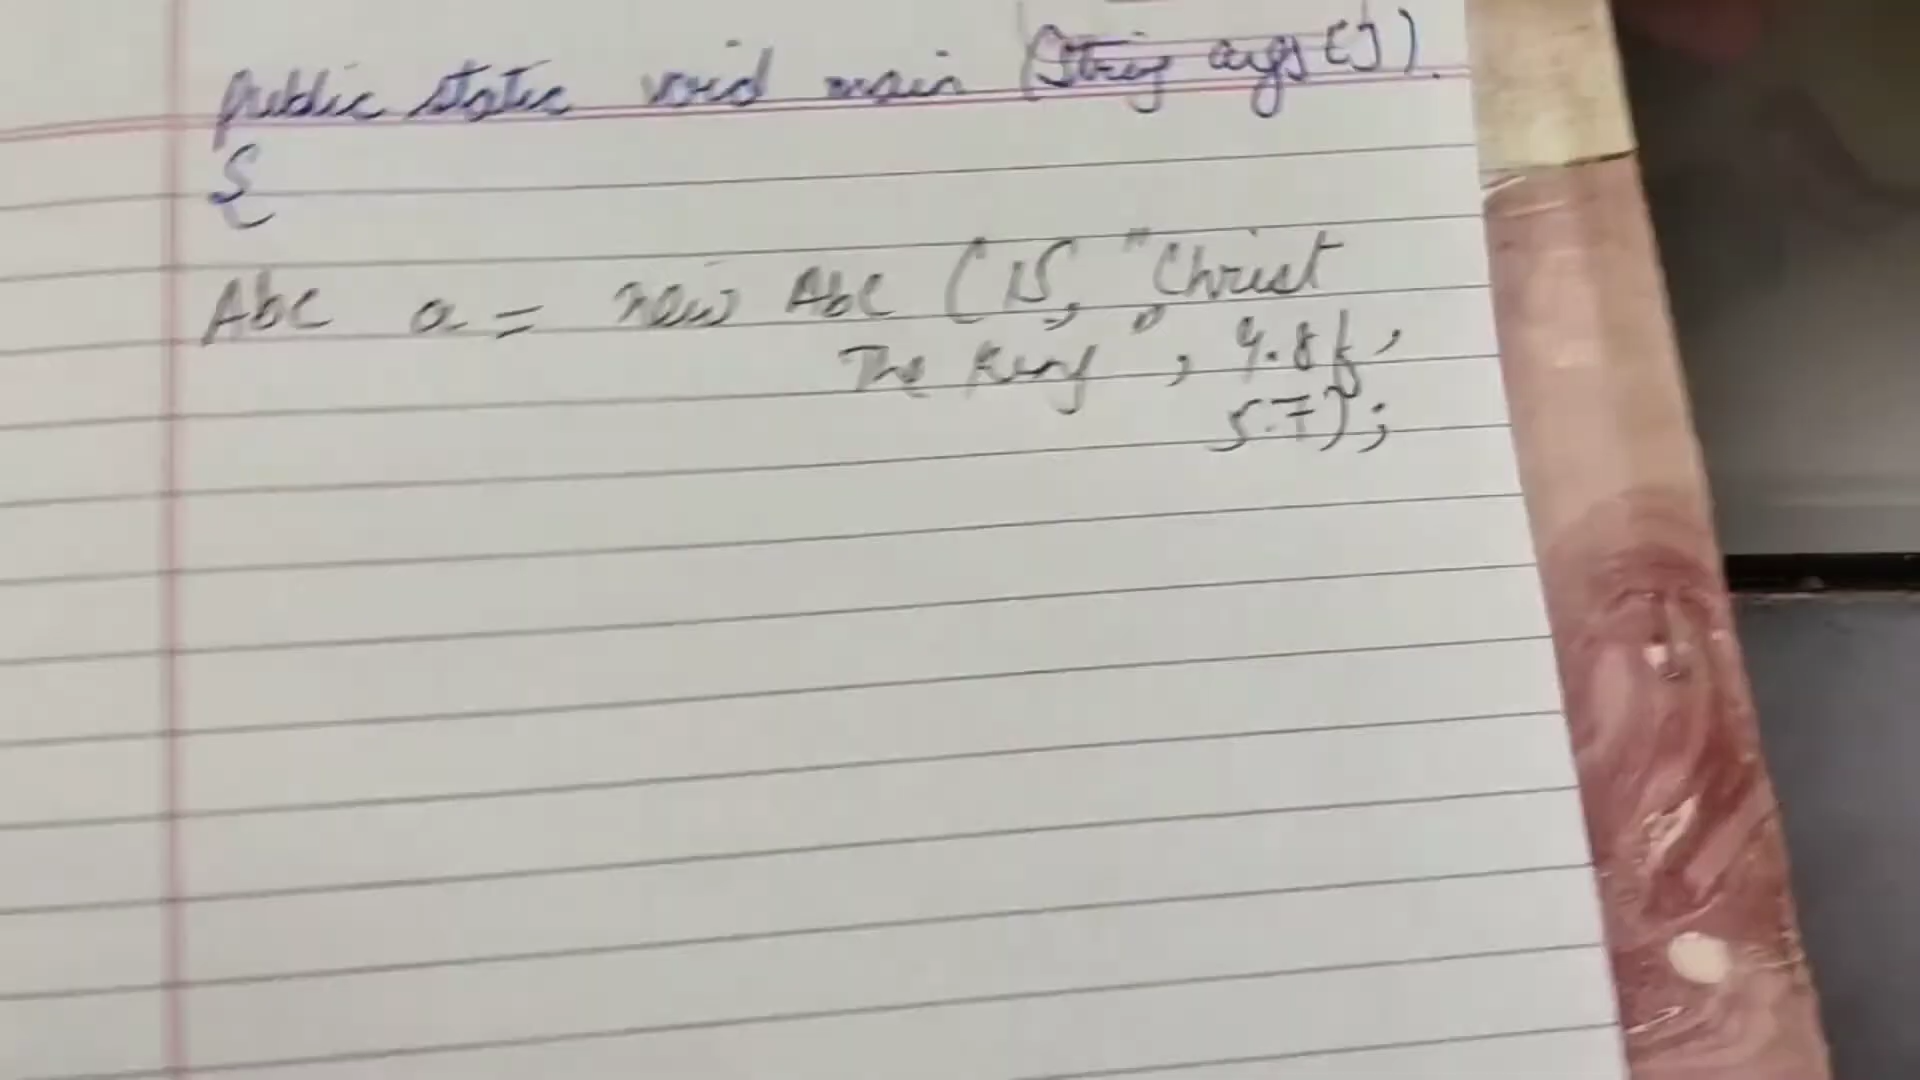 public static void main (String args[]).
{
Abc a = new Abc (15, "Christ
The King", 4.8f,
5.7);